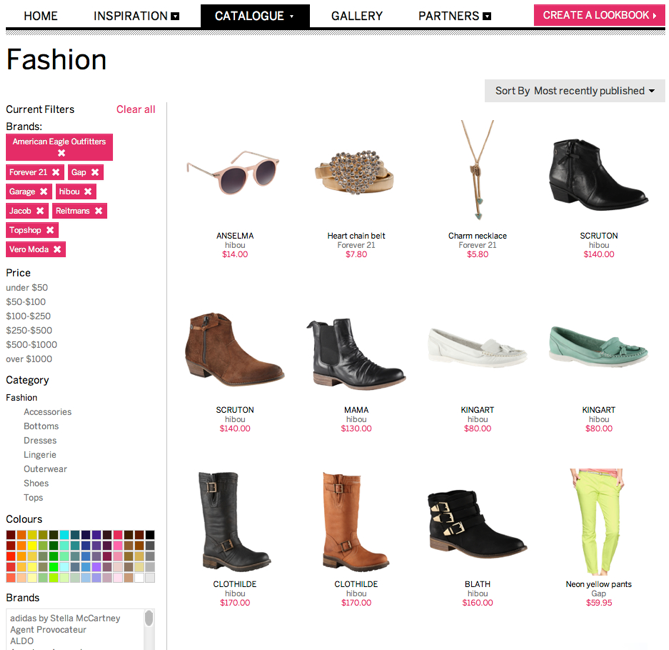 HOME INSPIRATION CATALOGUE GALLERY PARTNERS CREATE A LOOKBOOK
Fashion
Sort By Most recently published
Current Filters Clear all
Brands:
American Eagle Outfitters
Forever 21 Gap
Garage hibou
Jacob Reitmans
Topshop
Vero Moda
Price
under $50
$50-$100
$100-$250
$250-$500
$500-$1000
over $1000
Category
Fashion
Accessories
Bottoms
Dresses
Lingerie
Outerwear
Shoes
Tops
Colours
Brands
adidas by Stella McCartney
Agent Provocateur
ALDO
ANSELMA
hibou
$14.00
Heart chain belt
Forever 21
$7.80
Charm necklace
Forever 21
$5.80
SCRUTON
hibou
$140.00
SCRUTON
hibou
$140.00
MAMA
hibou
$130.00
KINGART
hibou
$80.00
KINGART
hibou
$80.00
CLOTHILDE
hibou
$170.00
CLOTHILDE
hibou
$170.00
BLATH
hibou
$160.00
Neon yellow pants
Gap
$59.95